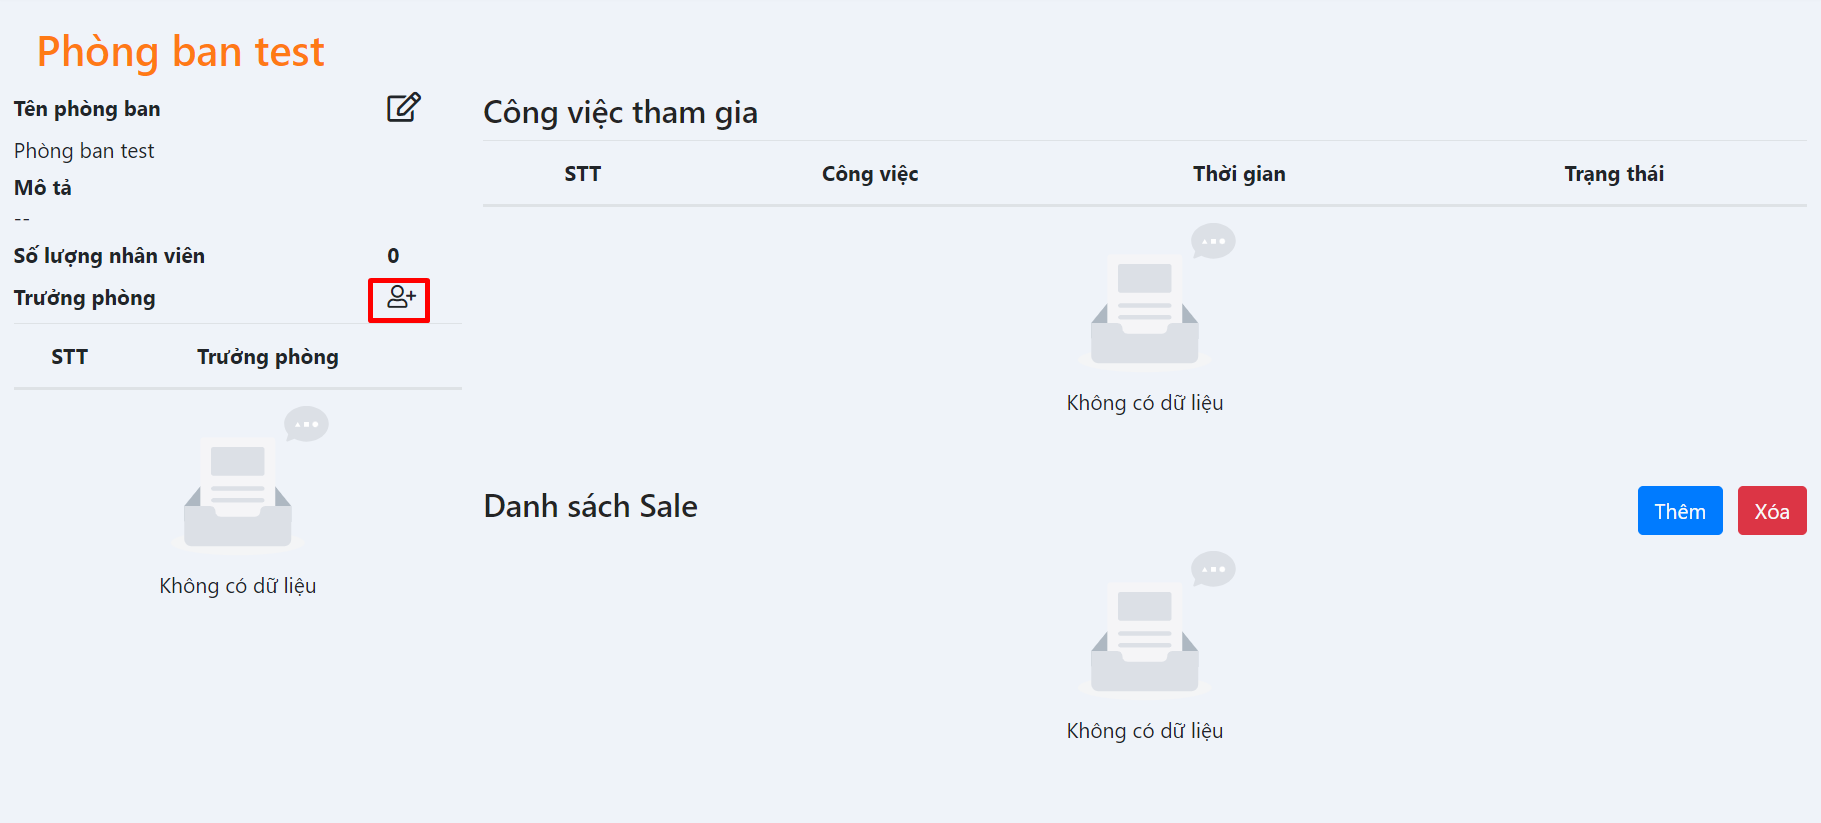 Phòng ban test
Tên phòng ban
Phòng ban test
Mô tả
--
Số lượng nhân viên 0
Trưởng phòng
STT Trưởng phòng
Không có dữ liệu
Công việc tham gia
STT Công việc Thời gian Trạng thái
Không có dữ liệu
Danh sách Sale Thêm Xóa
Không có dữ liệu